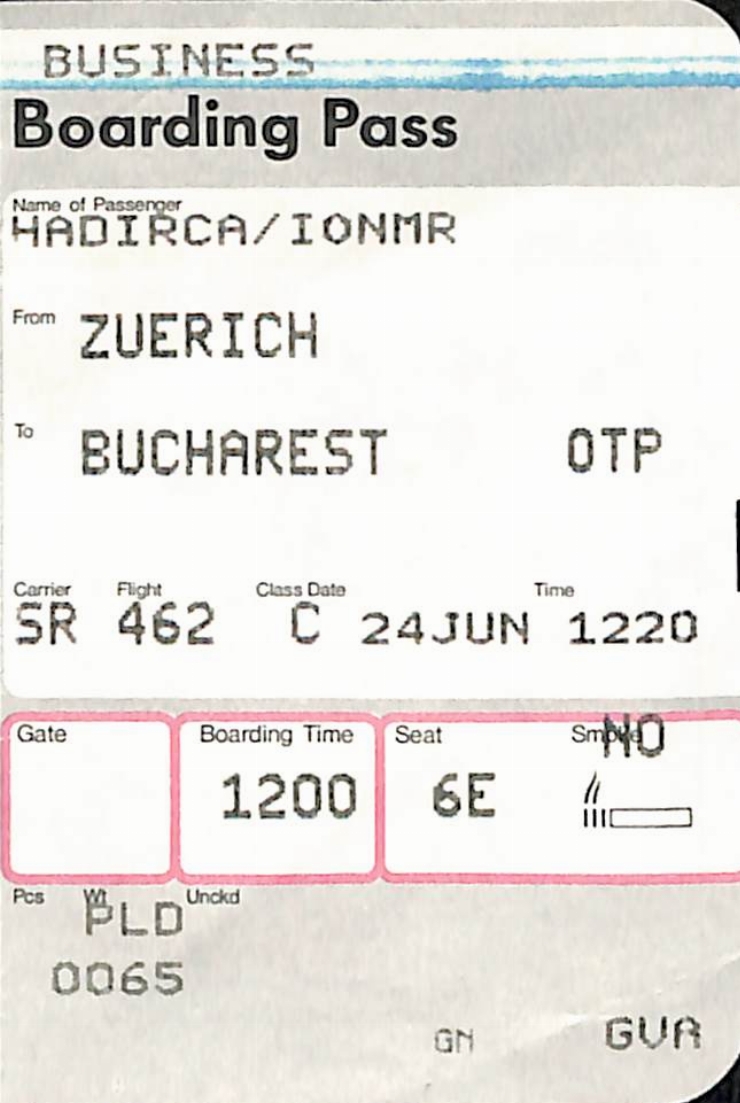 BUSINESS
Boarding Pass
Name of Passenger
HADIRCA/IONMR
From ZUERICH
To BUCHAREST OTP
Carrier Flight Class Date Time
SR 462 C 24JUN 1220
Gate Boarding Time Seat Smoke NO
1200 6E
Pcs Wt Unckd
PLD
0065
GN GVA